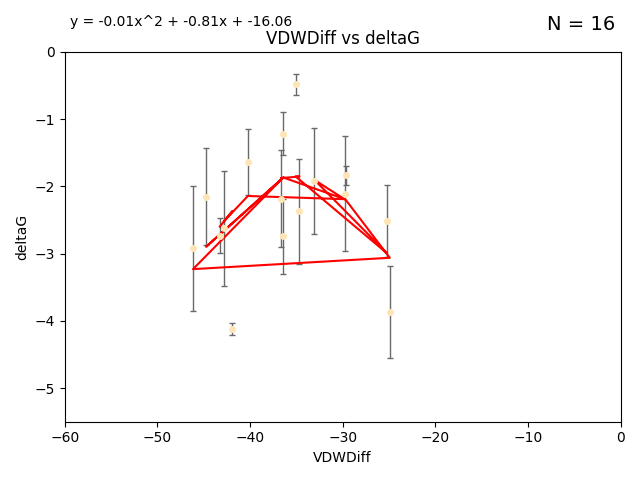 y = -0.01x^2 + -0.81x + -16.06
N = 16
VDWDiff vs deltaG
0
−1
−2
−3
−4
−5
deltaG
−60 −50 −40 −30 −20 −10 0
VDWDiff